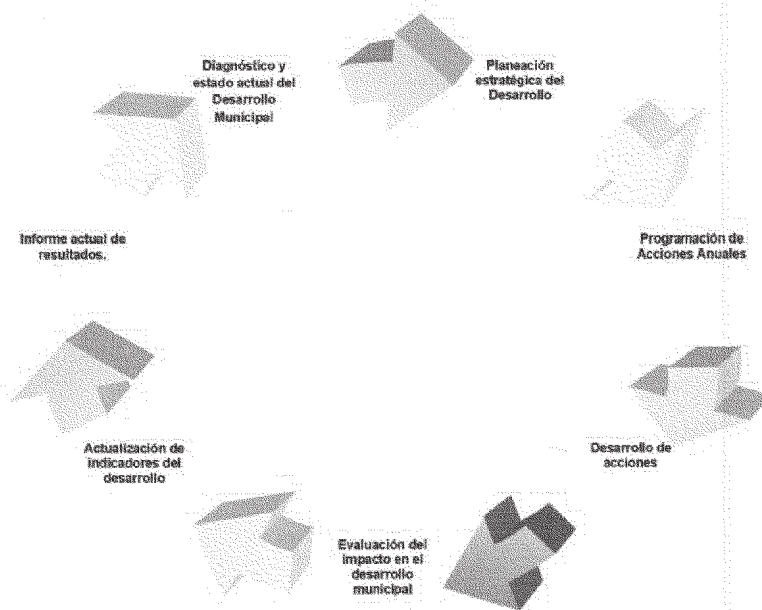 Diagnóstico y
estado actual del
Desarrollo
Municipal
Planeación
estratégica del
Desarrollo
Programación de
Acciones Anuales
Desarrollo de
acciones
Evaluación del
impacto en el
desarrollo
municipal
Actualización de
indicadores del
desarrollo
Informe actual de
resultados.